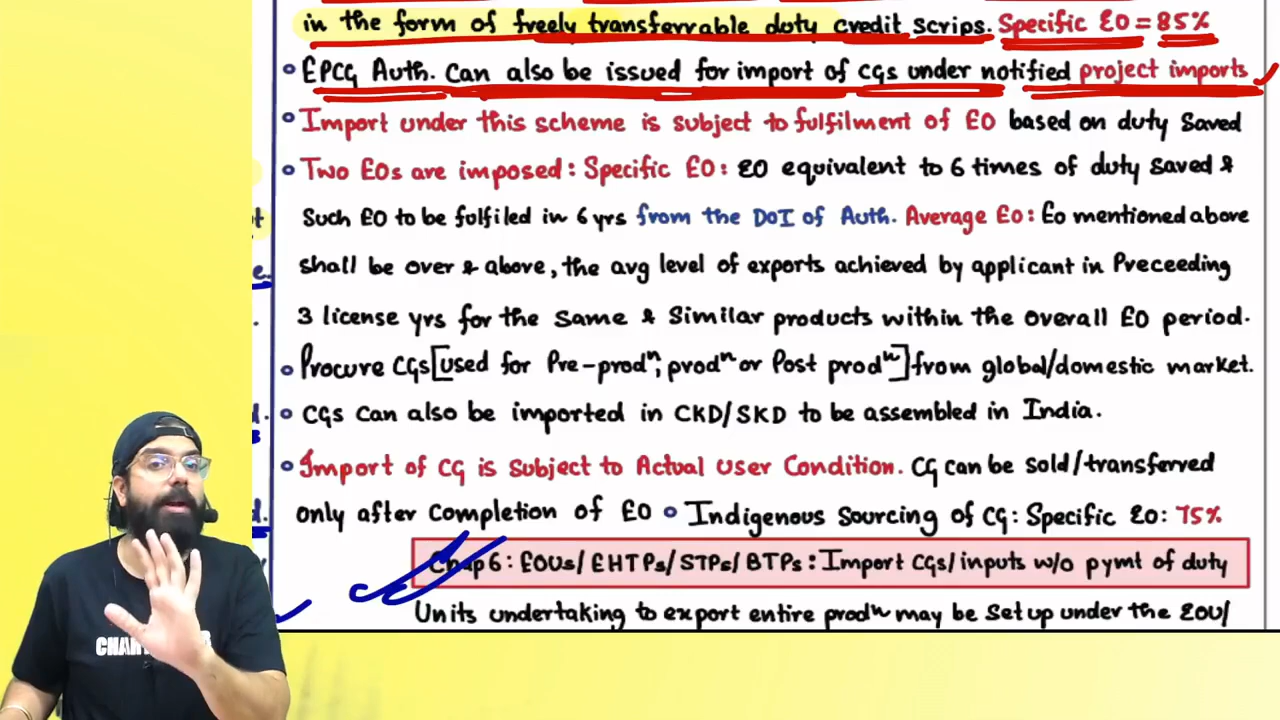 in the form of freely transferrable duty credit scrips. Specific EO = 85%
EPCG Auth. Can also be issued for import of CGs under notified project imports
Import under this scheme is subject to fulfilment of EO based on duty saved
Two EOs are imposed: Specific EO: EO equivalent to 6 times of duty saved &
Such EO to be fulfiled in 6 yrs from the DoI of Auth. Average EO: Eo mentioned above
shall be over & above, the avg level of exports achieved by applicant in Preceeding
3 license yrs for the Same & Similar products within the overall EO period.
Procure CGs [used for Pre-prodⁿ, prodⁿ or Post prodⁿ] from global/domestic market.
CGs Can also be imported in CKD/SKD to be assembled in India.
Import of CG is subject to Actual User Condition. CG can be sold/transferred
only after Completion of EO • Indigenous Sourcing of CG: Specific EO: 75%
Chap 6: EOUs/ EHTPs/ STPs/ BTPs: Import CGs/inputs w/o pymt of duty
Units undertaking to export entire prodⁿ may be set up under the EOU/